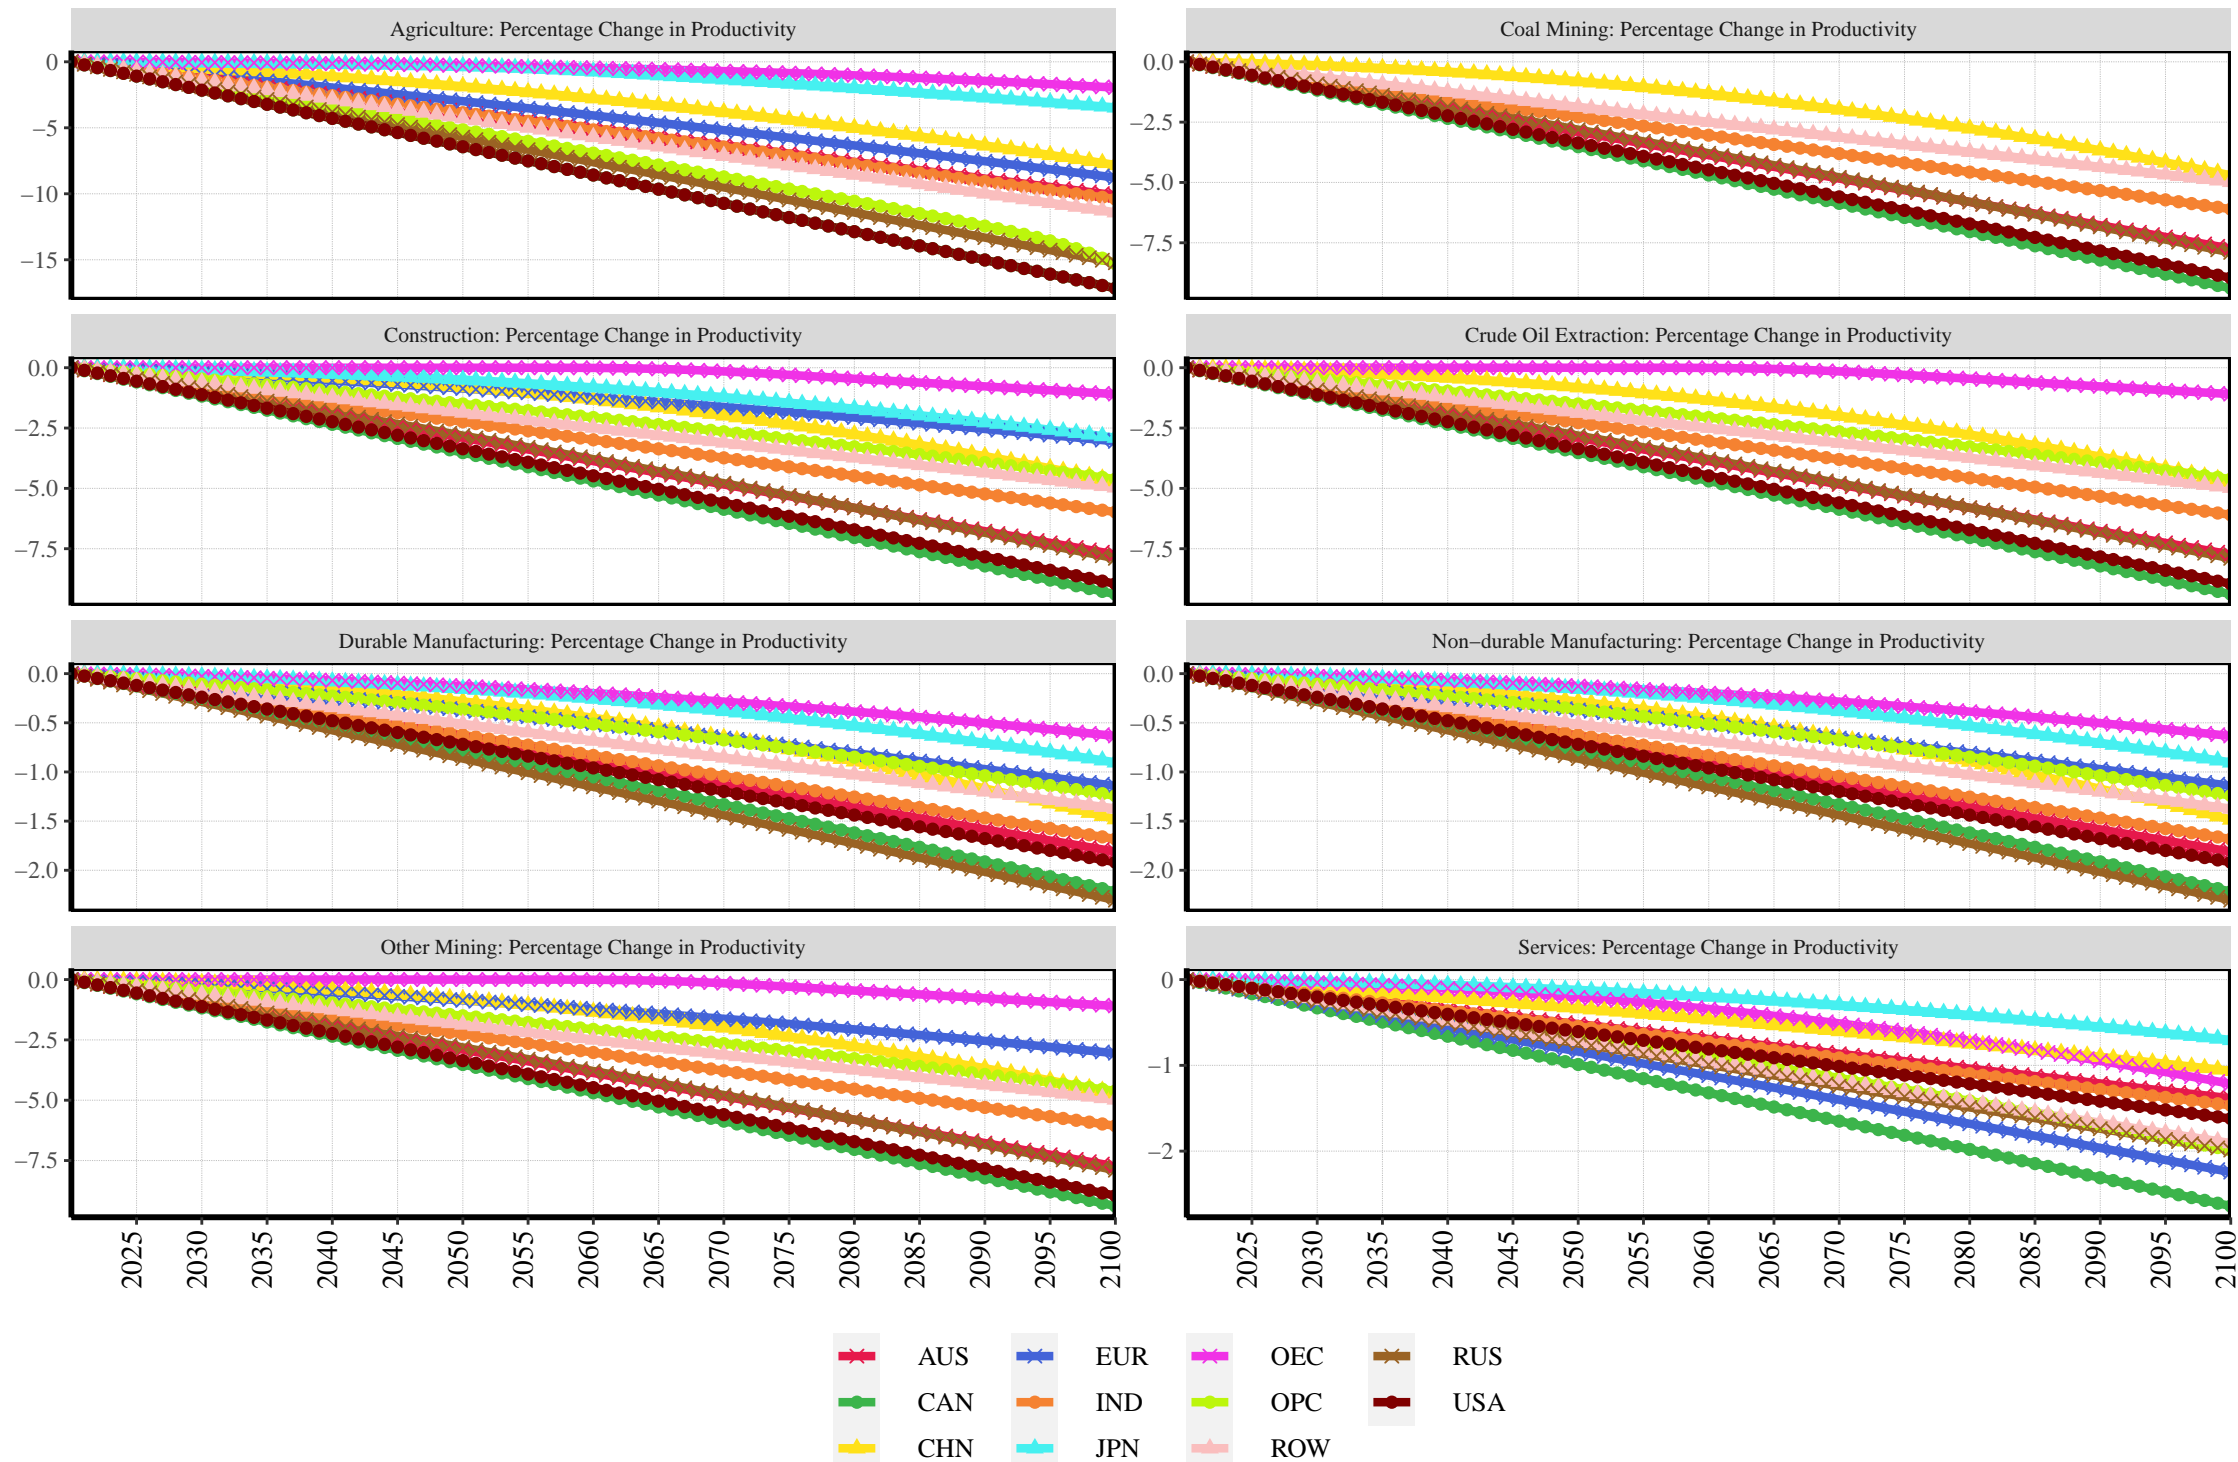 Agriculture: Percentage Change in Productivity
0
−5
−10
−15
Coal Mining: Percentage Change in Productivity
0.0
−2.5
−5.0
−7.5
Construction: Percentage Change in Productivity
0.0
−2.5
−5.0
−7.5
Crude Oil Extraction: Percentage Change in Productivity
0.0
−2.5
−5.0
−7.5
Durable Manufacturing: Percentage Change in Productivity
0.0
−0.5
−1.0
−1.5
−2.0
Non−durable Manufacturing: Percentage Change in Productivity
0.0
−0.5
−1.0
−1.5
−2.0
Other Mining: Percentage Change in Productivity
0.0
−2.5
−5.0
−7.5
2025 2030 2035 2040 2045 2050 2055 2060 2065 2070 2075 2080 2085 2090 2095 2100
Services: Percentage Change in Productivity
0
−1
−2
2025 2030 2035 2040 2045 2050 2055 2060 2065 2070 2075 2080 2085 2090 2095 2100
AUS EUR OEC RUS
CAN IND OPC USA
CHN JPN ROW